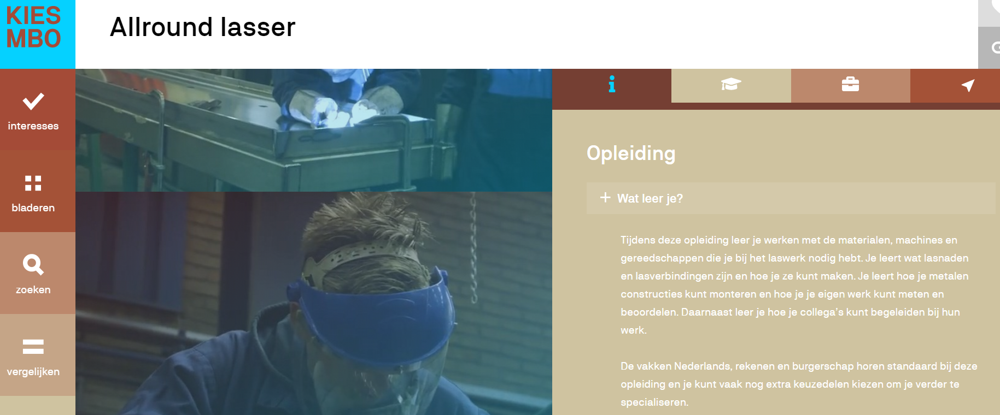 KIES
MBO
Allround lasser
interesses
bladeren
zoeken
vergelijken
Opleiding
+ Wat leer je?
Tijdens deze opleiding leer je werken met de materialen, machines en
gereedschappen die je bij het laswerk nodig hebt. Je leert wat lasnaden
en lasverbindingen zijn en hoe je ze kunt maken. Je leert hoe je metalen
constructies kunt monteren en hoe je je eigen werk kunt meten en
beoordelen. Daarnaast leer je hoe je collega's kunt begeleiden bij hun
werk.
De vakken Nederlands, rekenen en burgerschap horen standaard bij deze
opleiding en je kunt vaak nog extra keuzedelen kiezen om je verder te
specialiseren.